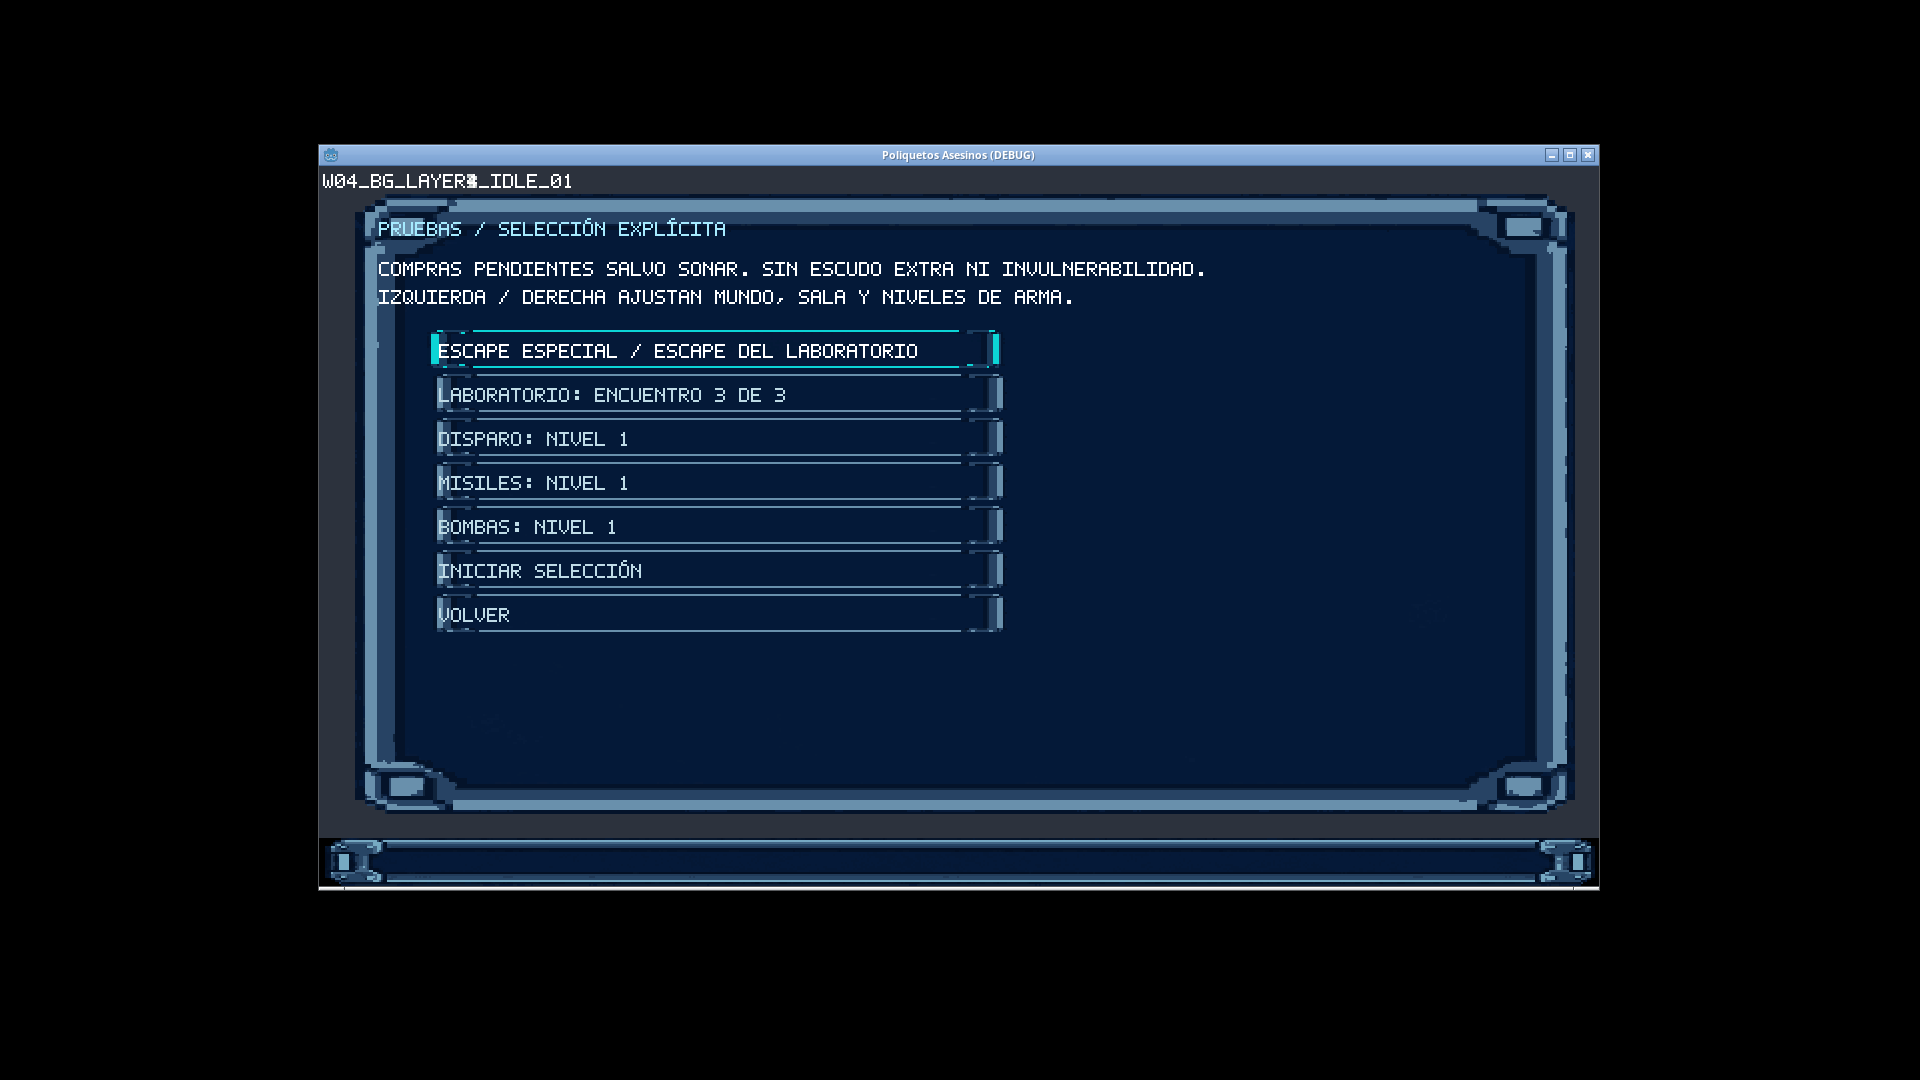 Poliquetos Asesinos (DEBUG)
W04_BG_LAYER_IDLE_01
PRUEBAS / SELECCIÓN EXPLÍCITA
COMPRAS PENDIENTES SALVO SONAR. SIN ESCUDO EXTRA NI INVULNERABILIDAD.
IZQUIERDA / DERECHA AJUSTAN MUNDO, SALA Y NIVELES DE ARMA.
ESCAPE ESPECIAL / ESCAPE DEL LABORATORIO
LABORATORIO: ENCUENTRO 3 DE 3
DISPARO: NIVEL 1
MISILES: NIVEL 1
BOMBAS: NIVEL 1
INICIAR SELECCIÓN
VOLVER